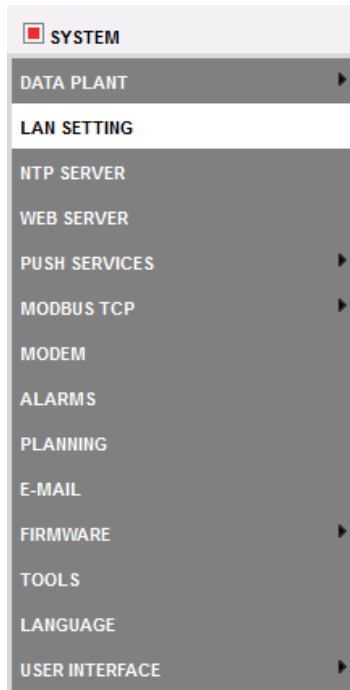 SYSTEM
DATA PLANT
LAN SETTING
NTP SERVER
WEB SERVER
PUSH SERVICES
MODBUS TCP
MODEM
ALARMS
PLANNING
E-MAIL
FIRMWARE
TOOLS
LANGUAGE
USER INTERFACE